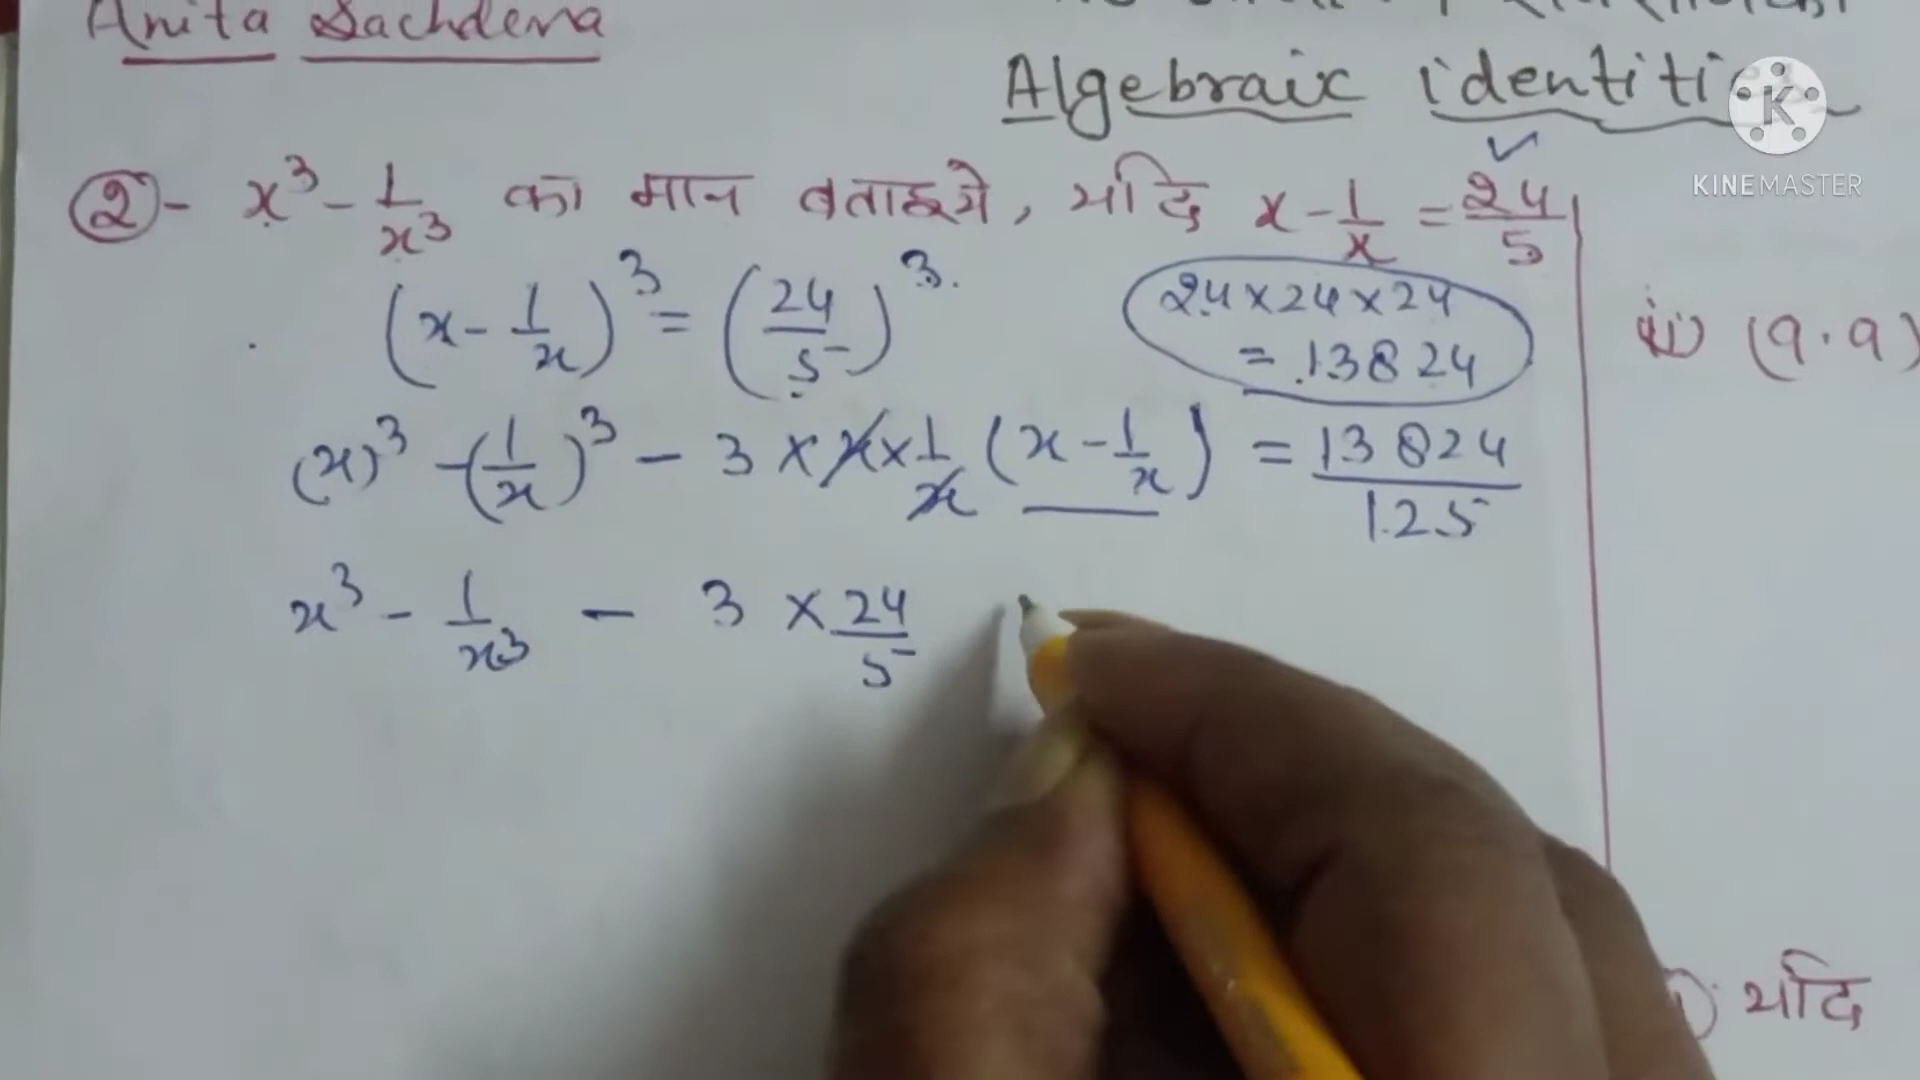 Anita Sachdeva
Algebraic identities
KINEMASTER
② - x³ - 1/x³ का मान बताइये, यदि x - 1/x = 24/5
(x - 1/x)³ = (24/5)³
24 × 24 × 24
= 13824
(x)³ - (1/x)³ - 3 × x × 1/x (x - 1/x) = 13824/125
x³ - 1/x³ - 3 × 24/5
(9.9)
यदि